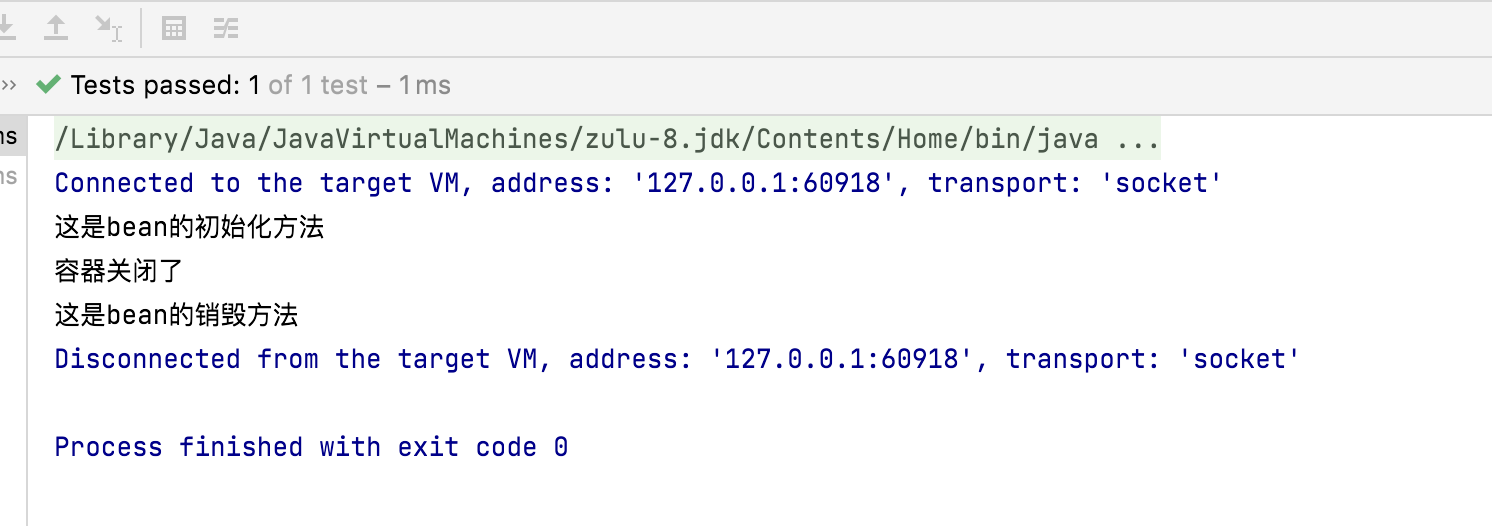 Tests passed: 1 of 1 test – 1 ms
/Library/Java/JavaVirtualMachines/zulu-8.jdk/Contents/Home/bin/java ...
Connected to the target VM, address: '127.0.0.1:60918', transport: 'socket'
这是bean的初始化方法
容器关闭了
这是bean的销毁方法
Disconnected from the target VM, address: '127.0.0.1:60918', transport: 'socket'
Process finished with exit code 0